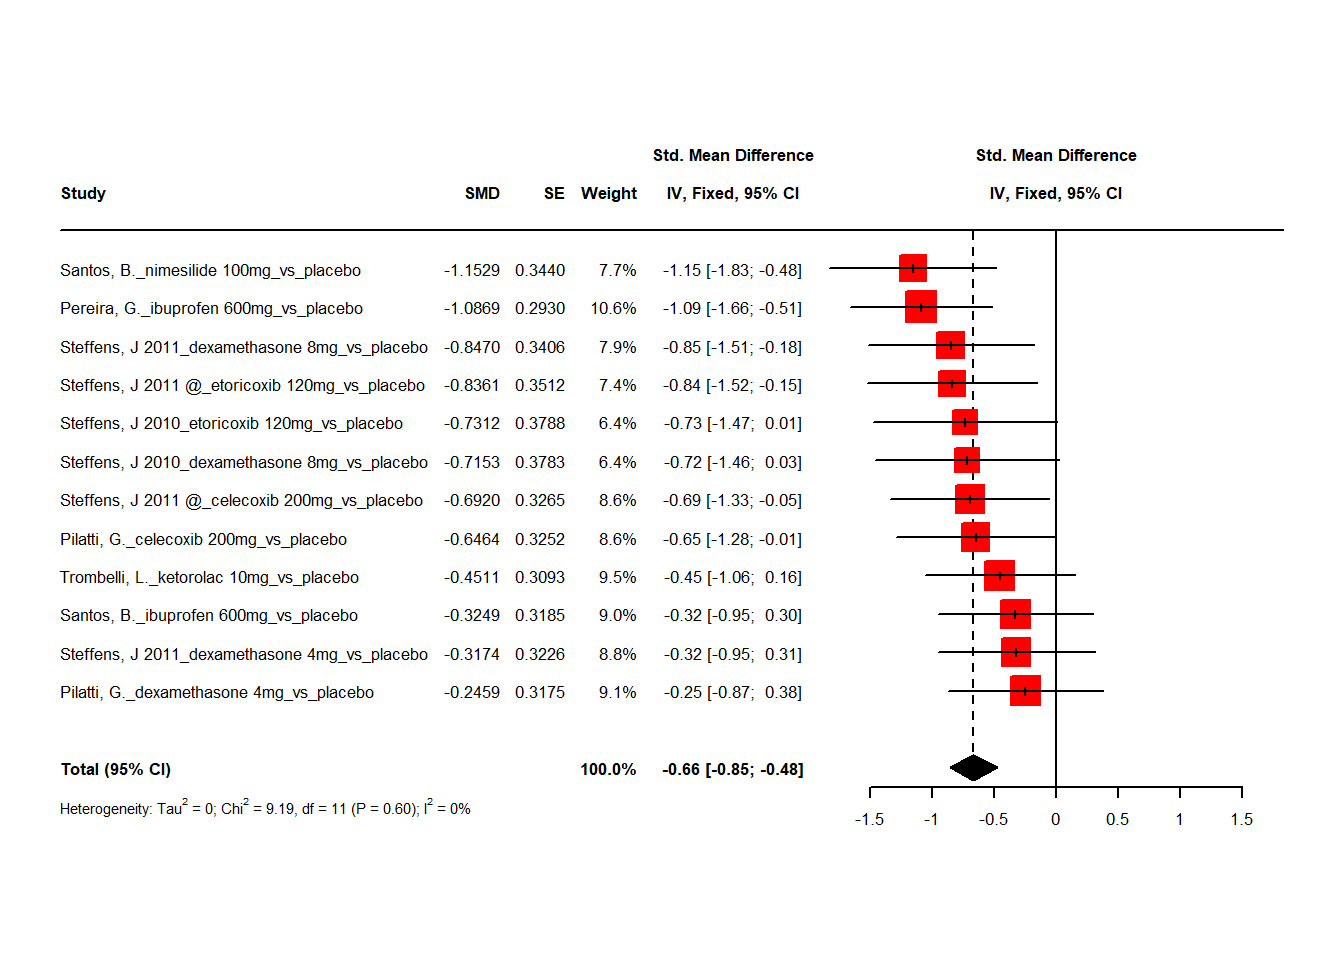 Std. Mean Difference Std. Mean Difference
Study SMD SE Weight IV, Fixed, 95% CI IV, Fixed, 95% CI
Santos, B._nimesilide 100mg_vs_placebo -1.1529 0.3440 7.7% -1.15 [-1.83; -0.48]
Pereira, G._ibuprofen 600mg_vs_placebo -1.0869 0.2930 10.6% -1.09 [-1.66; -0.51]
Steffens, J 2011_dexamethasone 8mg_vs_placebo -0.8470 0.3406 7.9% -0.85 [-1.51; -0.18]
Steffens, J 2011 @_etoricoxib 120mg_vs_placebo -0.8361 0.3512 7.4% -0.84 [-1.52; -0.15]
Steffens, J 2010_etoricoxib 120mg_vs_placebo -0.7312 0.3788 6.4% -0.73 [-1.47; 0.01]
Steffens, J 2010_dexamethasone 8mg_vs_placebo -0.7153 0.3783 6.4% -0.72 [-1.46; 0.03]
Steffens, J 2011 @_celecoxib 200mg_vs_placebo -0.6920 0.3265 8.6% -0.69 [-1.33; -0.05]
Pilatti, G._celecoxib 200mg_vs_placebo -0.6464 0.3252 8.6% -0.65 [-1.28; -0.01]
Trombelli, L._ketorolac 10mg_vs_placebo -0.4511 0.3093 9.5% -0.45 [-1.06; 0.16]
Santos, B._ibuprofen 600mg_vs_placebo -0.3249 0.3185 9.0% -0.32 [-0.95; 0.30]
Steffens, J 2011_dexamethasone 4mg_vs_placebo -0.3174 0.3226 8.8% -0.32 [-0.95; 0.31]
Pilatti, G._dexamethasone 4mg_vs_placebo -0.2459 0.3175 9.1% -0.25 [-0.87; 0.38]
Total (95% CI) 100.0% -0.66 [-0.85; -0.48]
Heterogeneity: Tau² = 0; Chi² = 9.19, df = 11 (P = 0.60); I² = 0%
-1.5 -1 -0.5 0 0.5 1 1.5